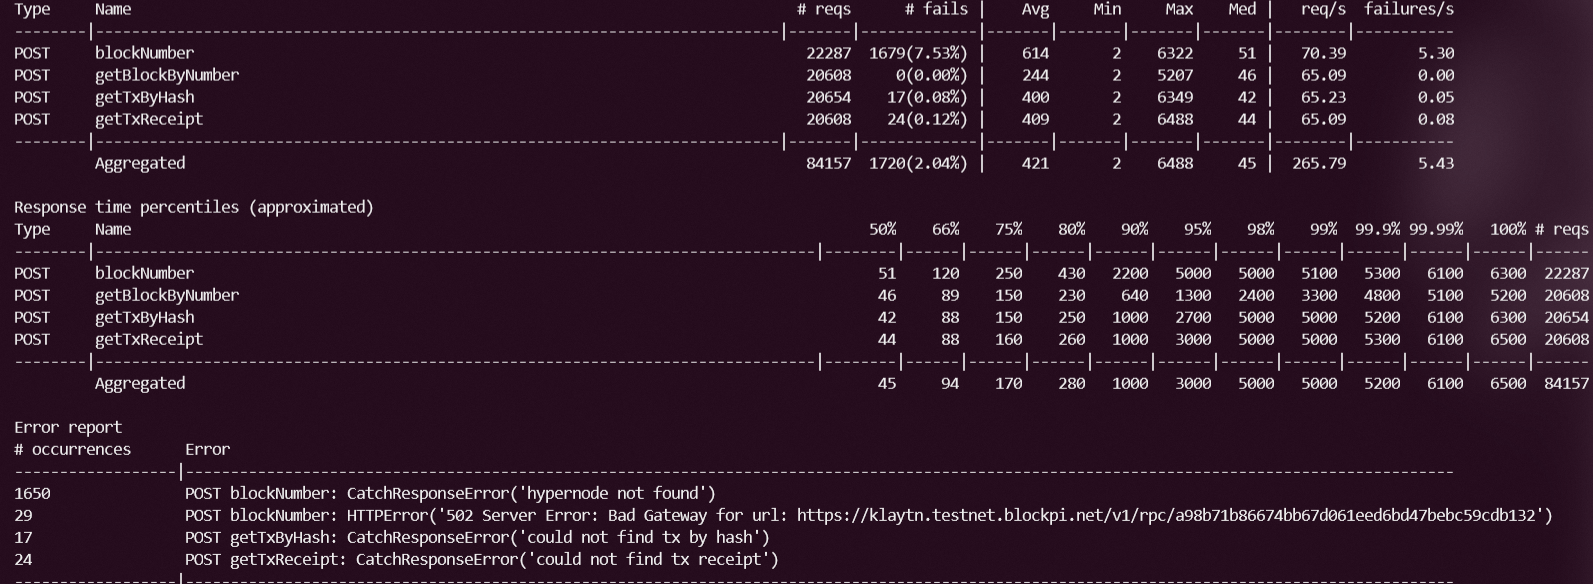 Type Name # reqs # fails | Avg Min Max Med | req/s failures/s
--------|----------------------------------------------------------------------------|-------|-------------|-------|-------|-------|-------|--------|-----------
POST blockNumber 22287 1679(7.53%) | 614 2 6322 51 | 70.39 5.30
POST getBlockByNumber 20608 0(0.00%) | 244 2 5207 46 | 65.09 0.00
POST getTxByHash 20654 17(0.08%) | 400 2 6349 42 | 65.23 0.05
POST getTxReceipt 20608 24(0.12%) | 409 2 6488 44 | 65.09 0.08
--------|----------------------------------------------------------------------------|-------|-------------|-------|-------|-------|-------|--------|-----------
Aggregated 84157 1720(2.04%) | 421 2 6488 45 | 265.79 5.43
Response time percentiles (approximated)
Type Name 50% 66% 75% 80% 90% 95% 98% 99% 99.9% 99.99% 100% # reqs
--------|--------------------------------------------------------------------------------|--------|------|------|------|------|------|------|------|------|------|------|------
POST blockNumber 51 120 250 430 2200 5000 5000 5100 5300 6100 6300 22287
POST getBlockByNumber 46 89 150 230 640 1300 2400 3300 4800 5100 5200 20608
POST getTxByHash 42 88 150 250 1000 2700 5000 5000 5200 6100 6300 20654
POST getTxReceipt 44 88 160 260 1000 3000 5000 5000 5300 6100 6500 20608
--------|--------------------------------------------------------------------------------|--------|------|------|------|------|------|------|------|------|------|------|------
Aggregated 45 94 170 280 1000 3000 5000 5000 5200 6100 6500 84157
Error report
# occurrences Error
------------------|---------------------------------------------------------------------------------------------------------------------------------------------
1650 POST blockNumber: CatchResponseError('hypernode not found')
29 POST blockNumber: HTTPError('502 Server Error: Bad Gateway for url: https://klaytn.testnet.blockpi.net/v1/rpc/a98b71b86674bb67d061eed6bd47bebc59cdb132')
17 POST getTxByHash: CatchResponseError('could not find tx by hash')
24 POST getTxReceipt: CatchResponseError('could not find tx receipt')
------------------|---------------------------------------------------------------------------------------------------------------------------------------------